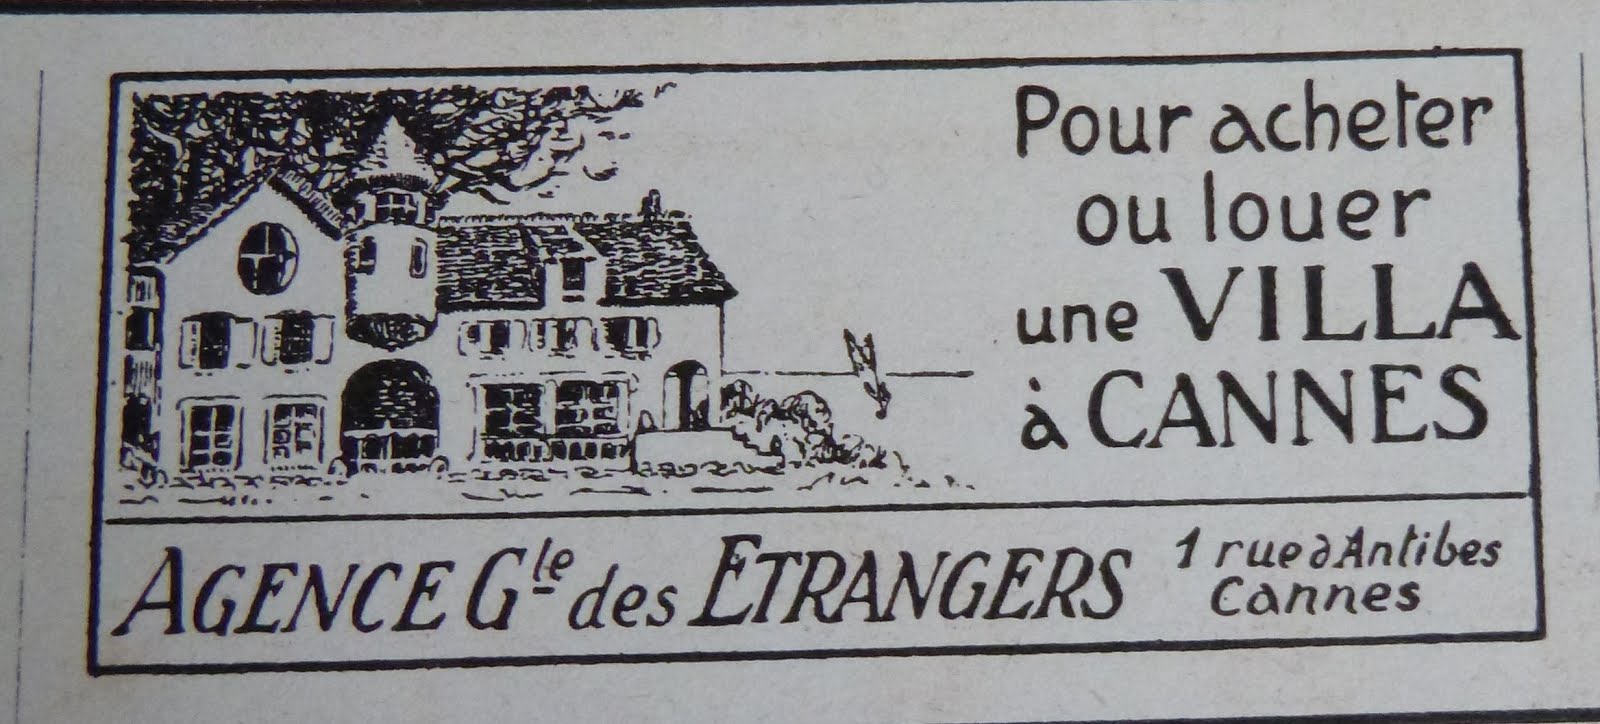 Pour acheter
ou louer
une VILLA
à CANNES
AGENCE Gle des ETRANGERS
1 rue d'Antibes
Cannes